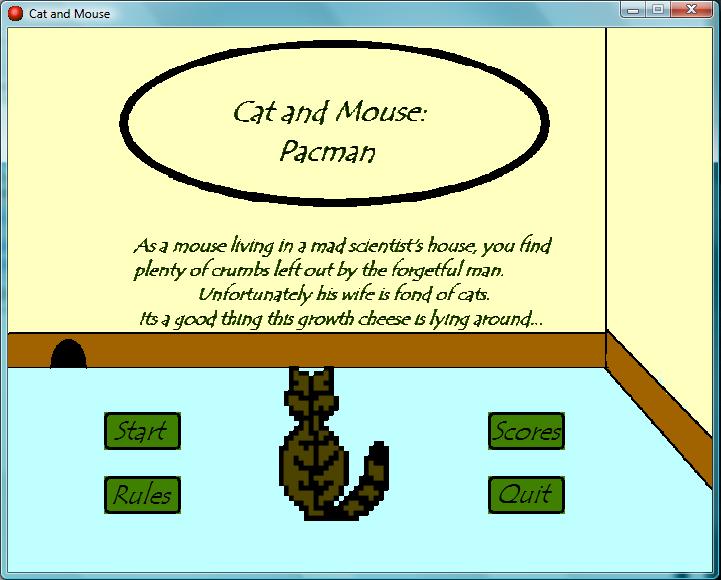 Cat and Mouse
Cat and Mouse:
Pacman
As a mouse living in a mad scientist's house, you find
plenty of crumbs left out by the forgetful man.
Unfortunately his wife is fond of cats.
Its a good thing this growth cheese is lying around...
Start
Scores
Rules
Quit